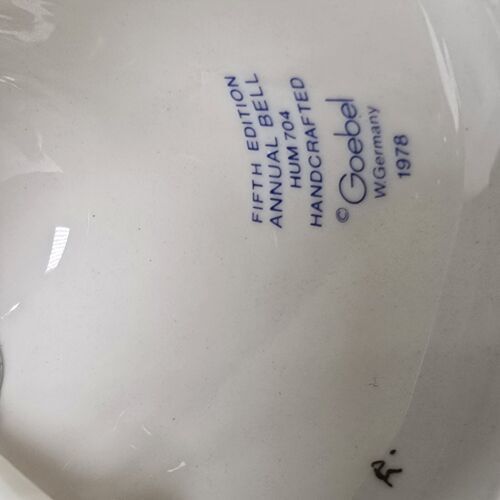 FIFTH EDITION
ANNUAL BELL
HUM 704
HANDCRAFTED
© Goebel
W.Germany
1978
R.